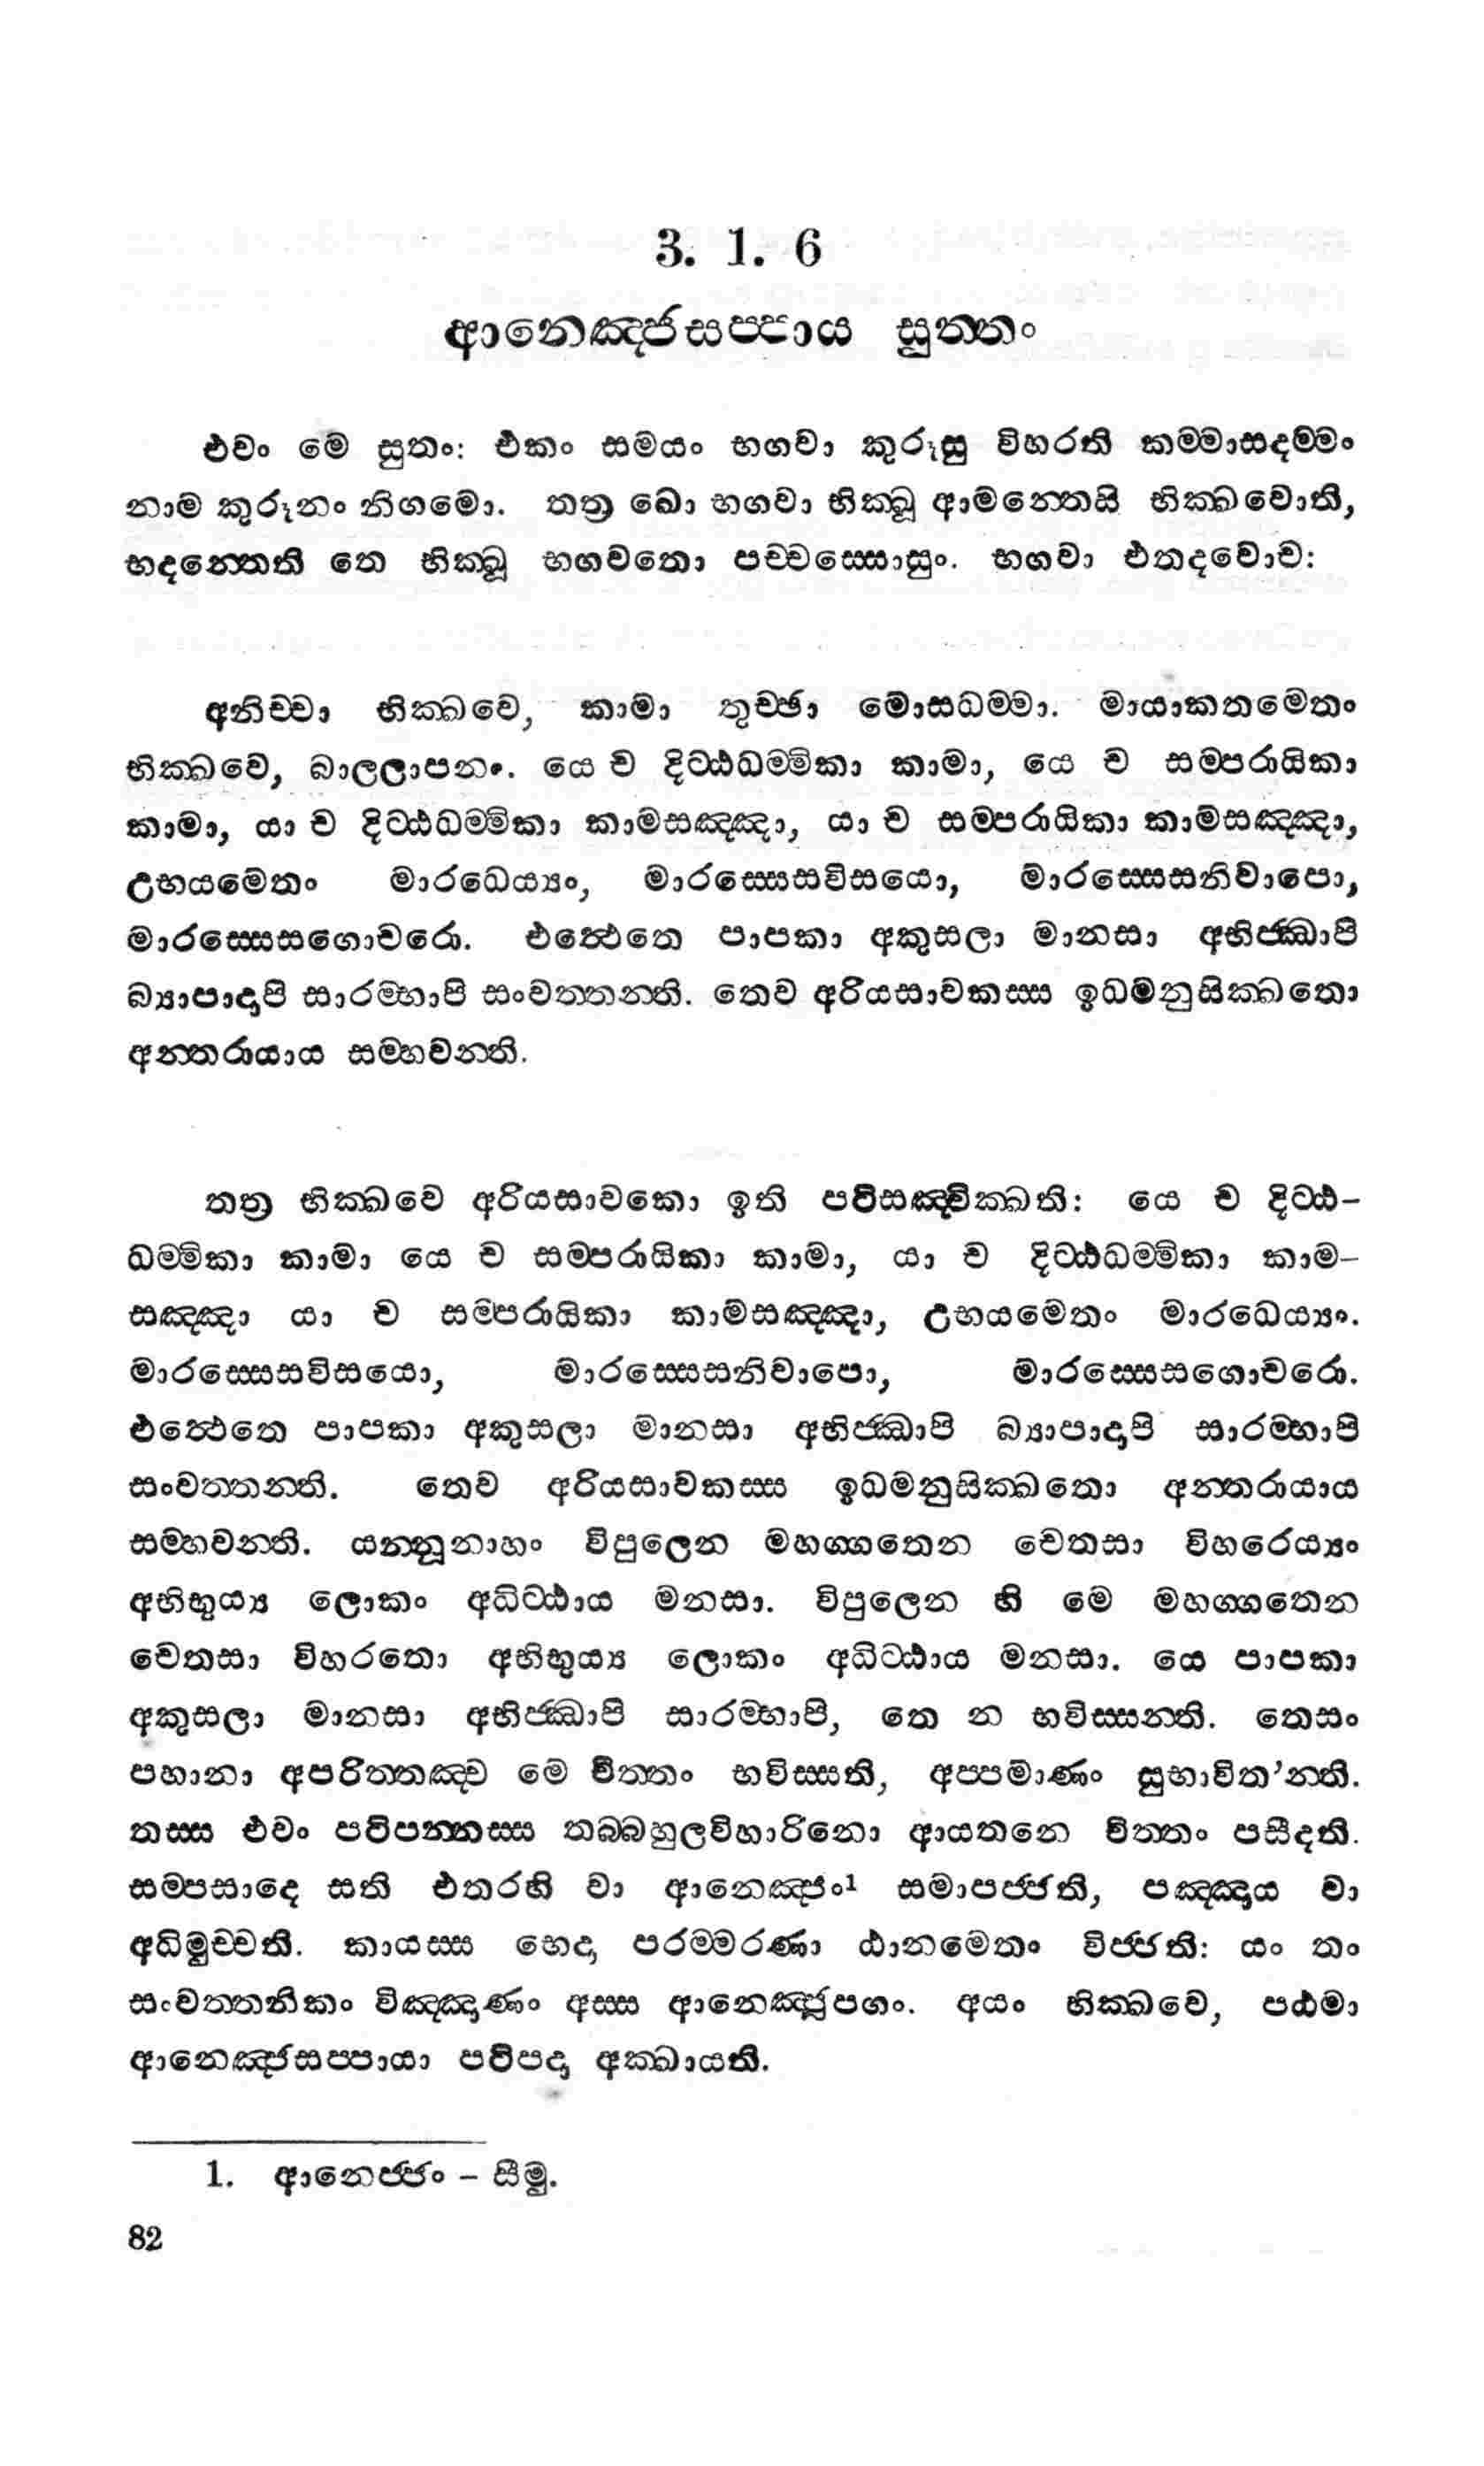 3. 1. 6
ආනෙඤ්ජසප්පාය සුත්තං
එවං මෙ සුතං: එකං සමයං භගවා කුරූසු විහරති කම්මාසදම්මං
නාම කුරූනං නිගමො. තත්‍ර ඛො භගවා භික්ඛූ ආමන්තෙසි භික්ඛවොති,
භදන්තෙති තෙ භික්ඛූ භගවතො පච්චස්සොසුං. භගවා එතදවොච:
අනිච්චා භික්ඛවෙ, කාමා තුච්ඡා මොසධම්මා. මායාකතමෙතං
භික්ඛවෙ, බාලලාපනං. යෙ ච දිට්ඨධම්මිකා කාමා, යෙ ච සම්පරායිකා
කාමා, යා ච දිට්ඨධම්මිකා කාමසඤ්ඤා, යා ච සම්පරායිකා කාමසඤ්ඤා,
උභයමෙතං මාරධෙය්‍යං, මාරස්සෙසවිසයො, මාරස්සෙසනිවාපො,
මාරස්සෙසගොචරො. එත්ථෙතෙ පාපකා අකුසලා මානසා අභිජ්ඣාපි
බ්‍යාපාදාපි සාරම්භාපි සංවත්තන්ති. තෙව අරියසාවකස්ස ඉධමනුසික්ඛතො
අන්තරායාය සම්භවන්ති.
තත්‍ර භික්ඛවෙ අරියසාවකො ඉති පටිසඤ්චික්ඛති: යෙ ච දිට්ඨ-
ධම්මිකා කාමා යෙ ච සම්පරායිකා කාමා, යා ච දිට්ඨධම්මිකා කාම-
සඤ්ඤා යා ච සම්පරායිකා කාමසඤ්ඤා, උභයමෙතං මාරධෙය්‍යං.
මාරස්සෙසවිසයො, මාරස්සෙසනිවාපො, මාරස්සෙසගොචරො.
එත්ථෙතෙ පාපකා අකුසලා මානසා අභිජ්ඣාපි බ්‍යාපාදාපි සාරම්භාපි
සංවත්තන්ති. තෙව අරියසාවකස්ස ඉධමනුසික්ඛතො අන්තරායාය
සම්භවන්ති. යන්නූනාහං විපුලෙන මහග්ගතෙන චෙතසා විහරෙය්‍යං
අභිභුය්‍ය ලොකං අධිට්ඨාය මනසා. විපුලෙන හි මෙ මහග්ගතෙන
චෙතසා විහරතො අභිභුය්‍ය ලොකං අධිට්ඨාය මනසා. යෙ පාපකා
අකුසලා මානසා අභිජ්ඣාපි සාරම්භාපි, තෙ න භවිස්සන්ති. තෙසං
පහානා අපරිත්තඤ්ච මෙ චිත්තං භවිස්සති, අප්පමාණං සුභාවිත’න්ති.
තස්ස එවං පටිපන්නස්ස තබ්බහුලවිහාරිනො ආයතනෙ චිත්තං පසීදති.
සම්පසාදෙ සති එතරහි වා ආනෙඤ්ජං¹ සමාපජ්ජති, පඤ්ඤාය වා
අධිමුච්චති. කායස්ස භෙදා පරම්මරණා ඨානමෙතං විජ්ජති: යං තං
සංවත්තනිකං විඤ්ඤාණං අස්ස ආනෙඤ්ජූපගං. අයං භික්ඛවෙ, පඨමා
ආනෙඤ්ජසප්පායා පටිපදා අක්ඛායති.
1. ආනෙජ්ජං – සීමු.
82